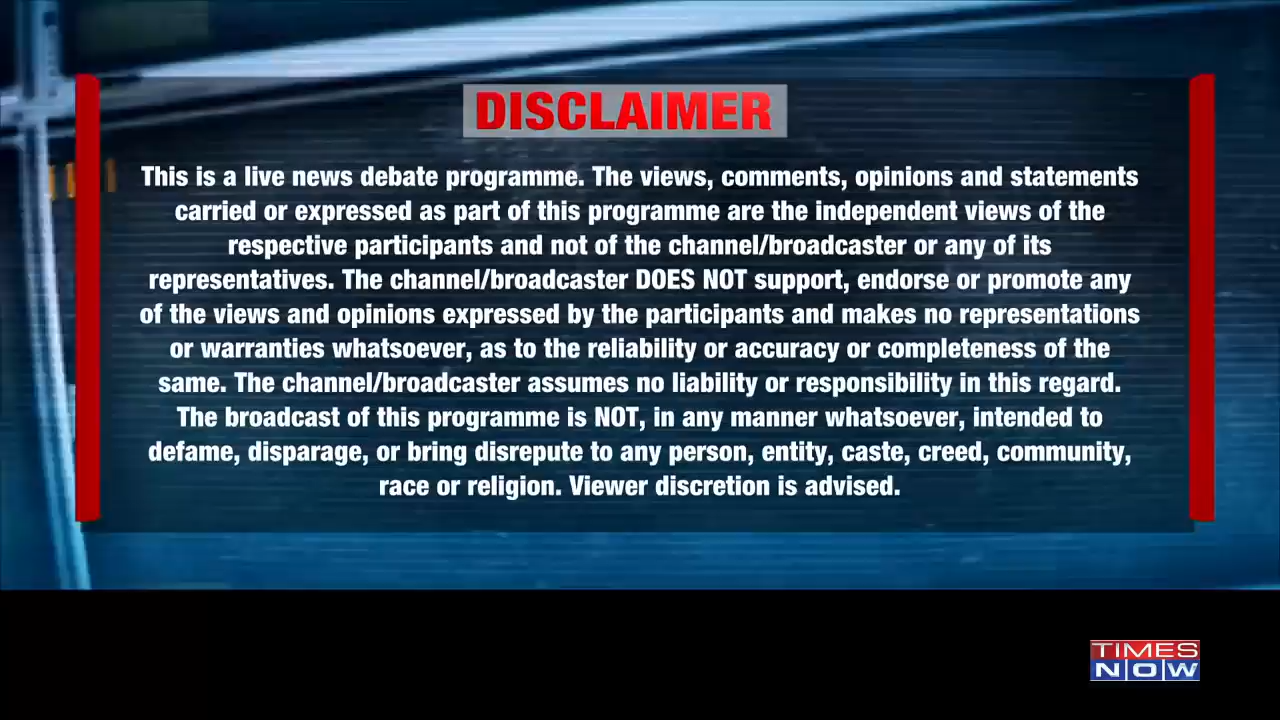 DISCLAIMER
This is a live news debate programme. The views, comments, opinions and statements
carried or expressed as part of this programme are the independent views of the
respective participants and not of the channel/broadcaster or any of its
representatives. The channel/broadcaster DOES NOT support, endorse or promote any
of the views and opinions expressed by the participants and makes no representations
or warranties whatsoever, as to the reliability or accuracy or completeness of the
same. The channel/broadcaster assumes no liability or responsibility in this regard.
The broadcast of this programme is NOT, in any manner whatsoever, intended to
defame, disparage, or bring disrepute to any person, entity, caste, creed, community,
race or religion. Viewer discretion is advised.
TIMES
NOW